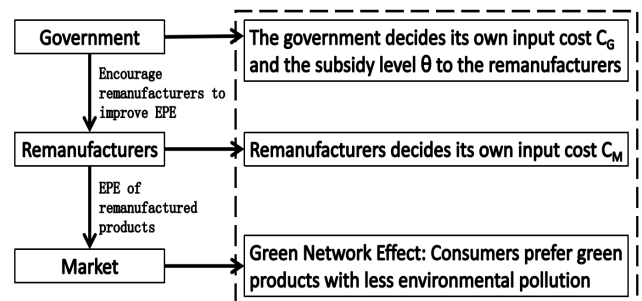 Government
The government decides its own input cost C_G
and the subsidy level θ to the remanufacturers
Encourage
remanufacturers to
improve EPE
Remanufacturers
Remanufacturers decides its own input cost C_M
EPE of
remanufactured
products
Market
Green Network Effect: Consumers prefer green
products with less environmental pollution